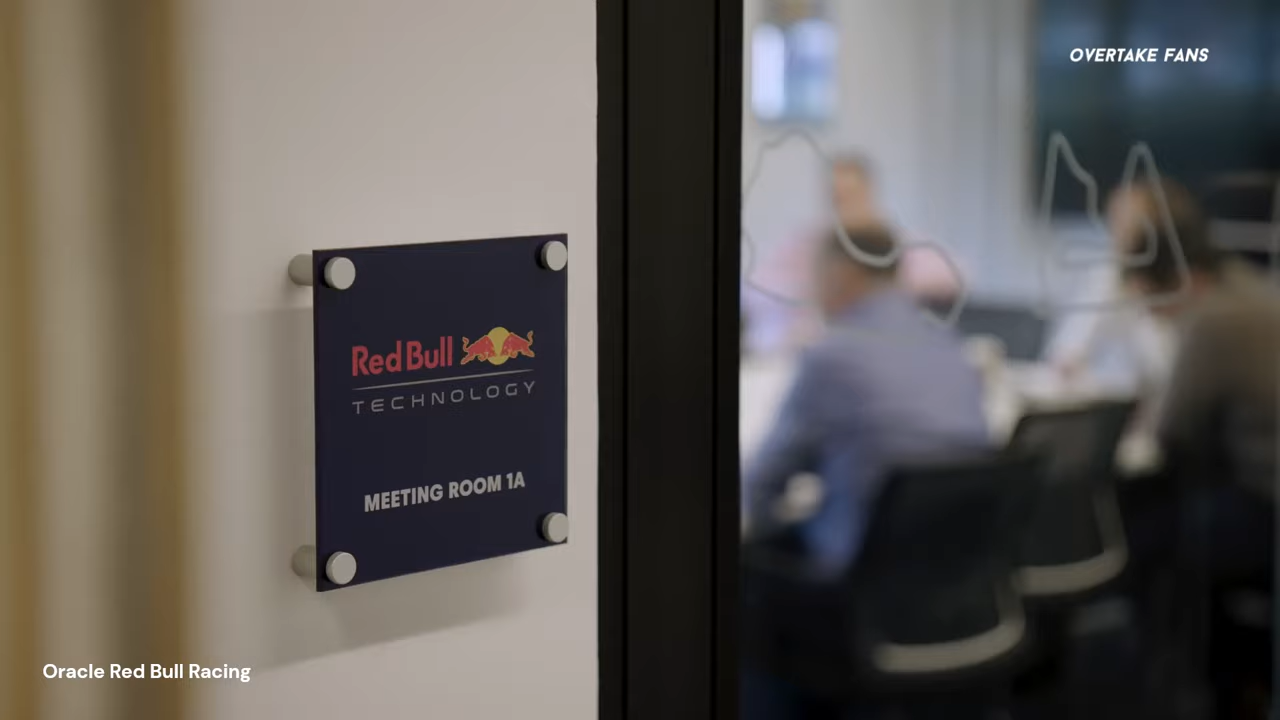 OVERTAKE FANS
Red Bull
TECHNOLOGY
MEETING ROOM 1A
Oracle Red Bull Racing